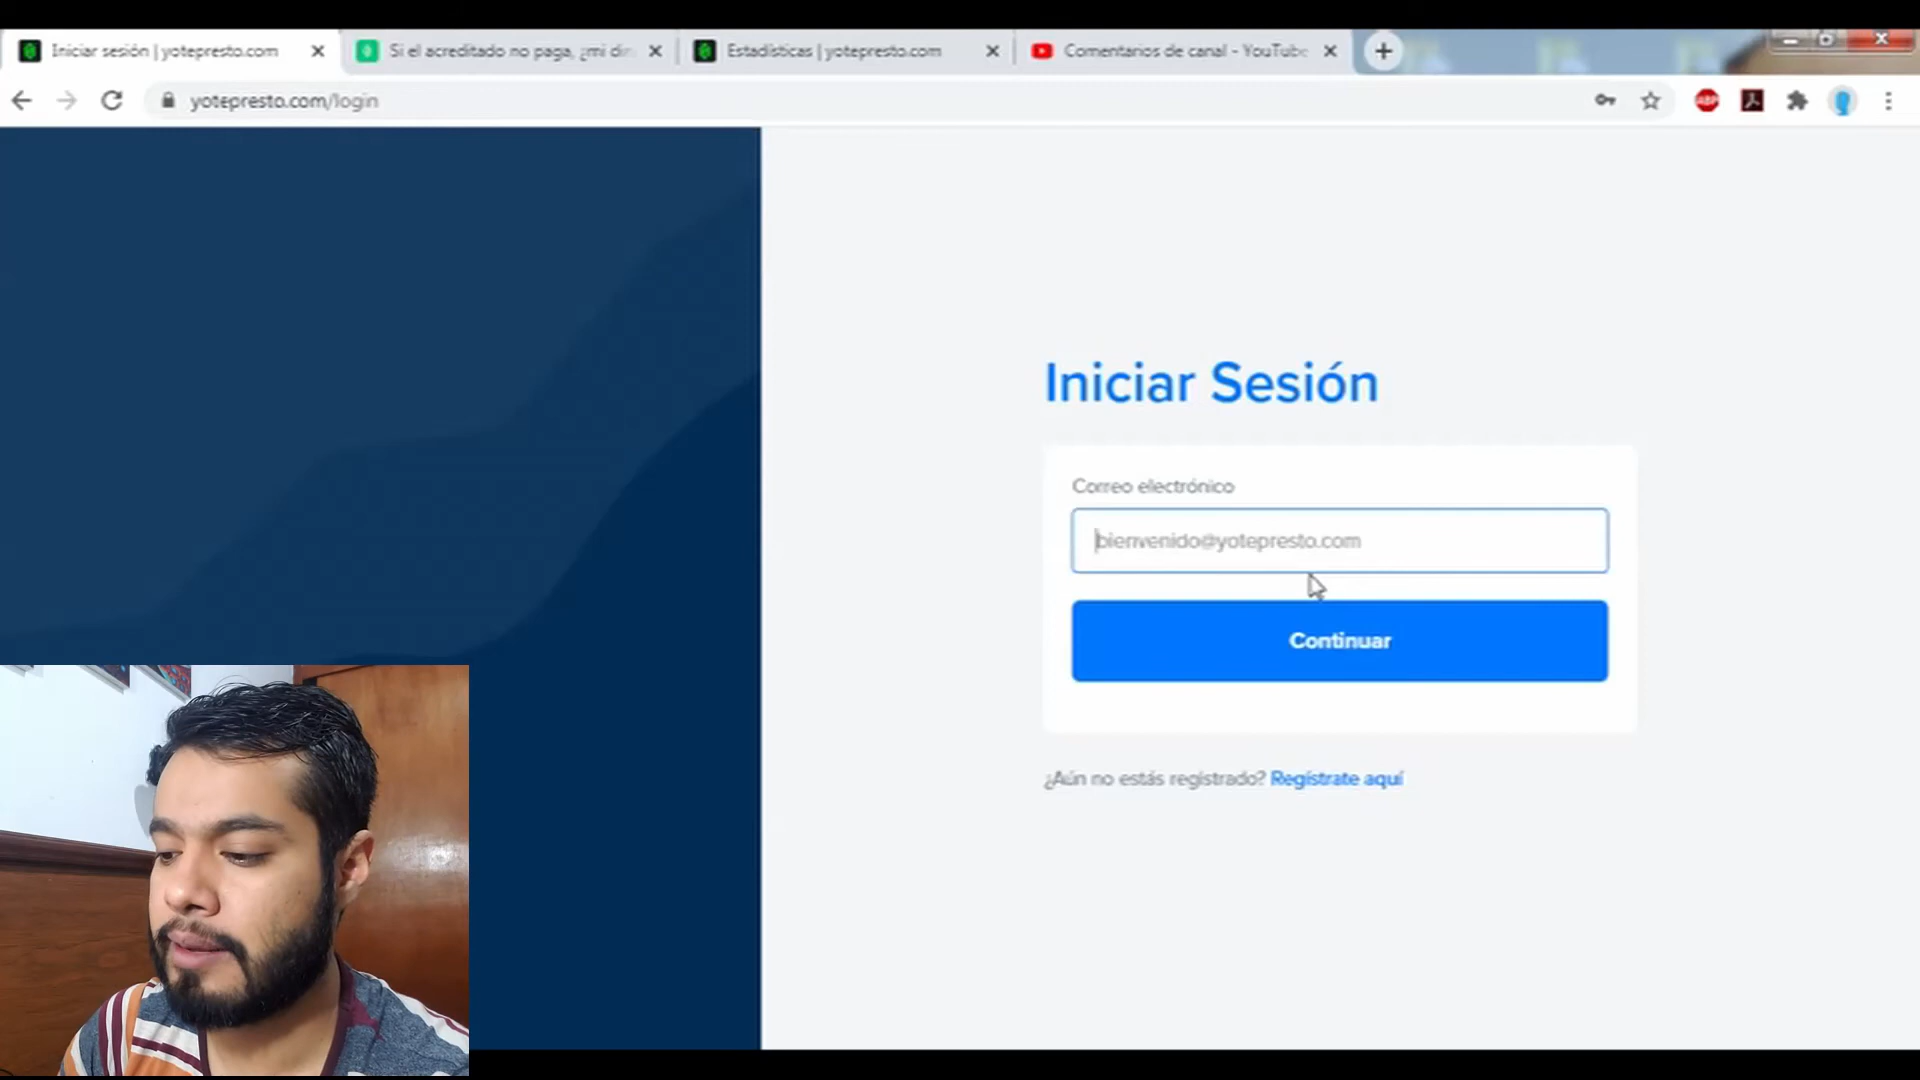 Iniciar sesión | yotepresto.com
Si el acreditado no paga, ¿mi din
Estadísticas | yotepresto.com
Comentarios de canal - YouTube
yotepresto.com/login
ABP
Iniciar Sesión
Correo electrónico
bienvenido@yotepresto.com
Continuar
¿Aún no estás registrado? Regístrate aquí